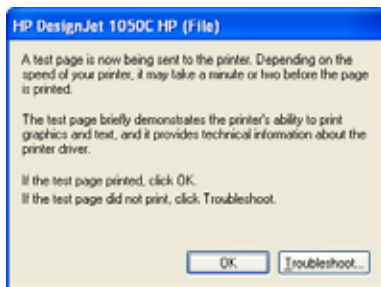 HP DesignJet 1050C HP (File)
A test page is now being sent to the printer. Depending on the
speed of your printer, it may take a minute or two before the page
is printed.
The test page briefly demonstrates the printer's ability to print
graphics and text, and it provides technical information about the
printer driver.
If the test page printed, click OK.
If the test page did not print, click Troubleshoot.
OK Troubleshoot...